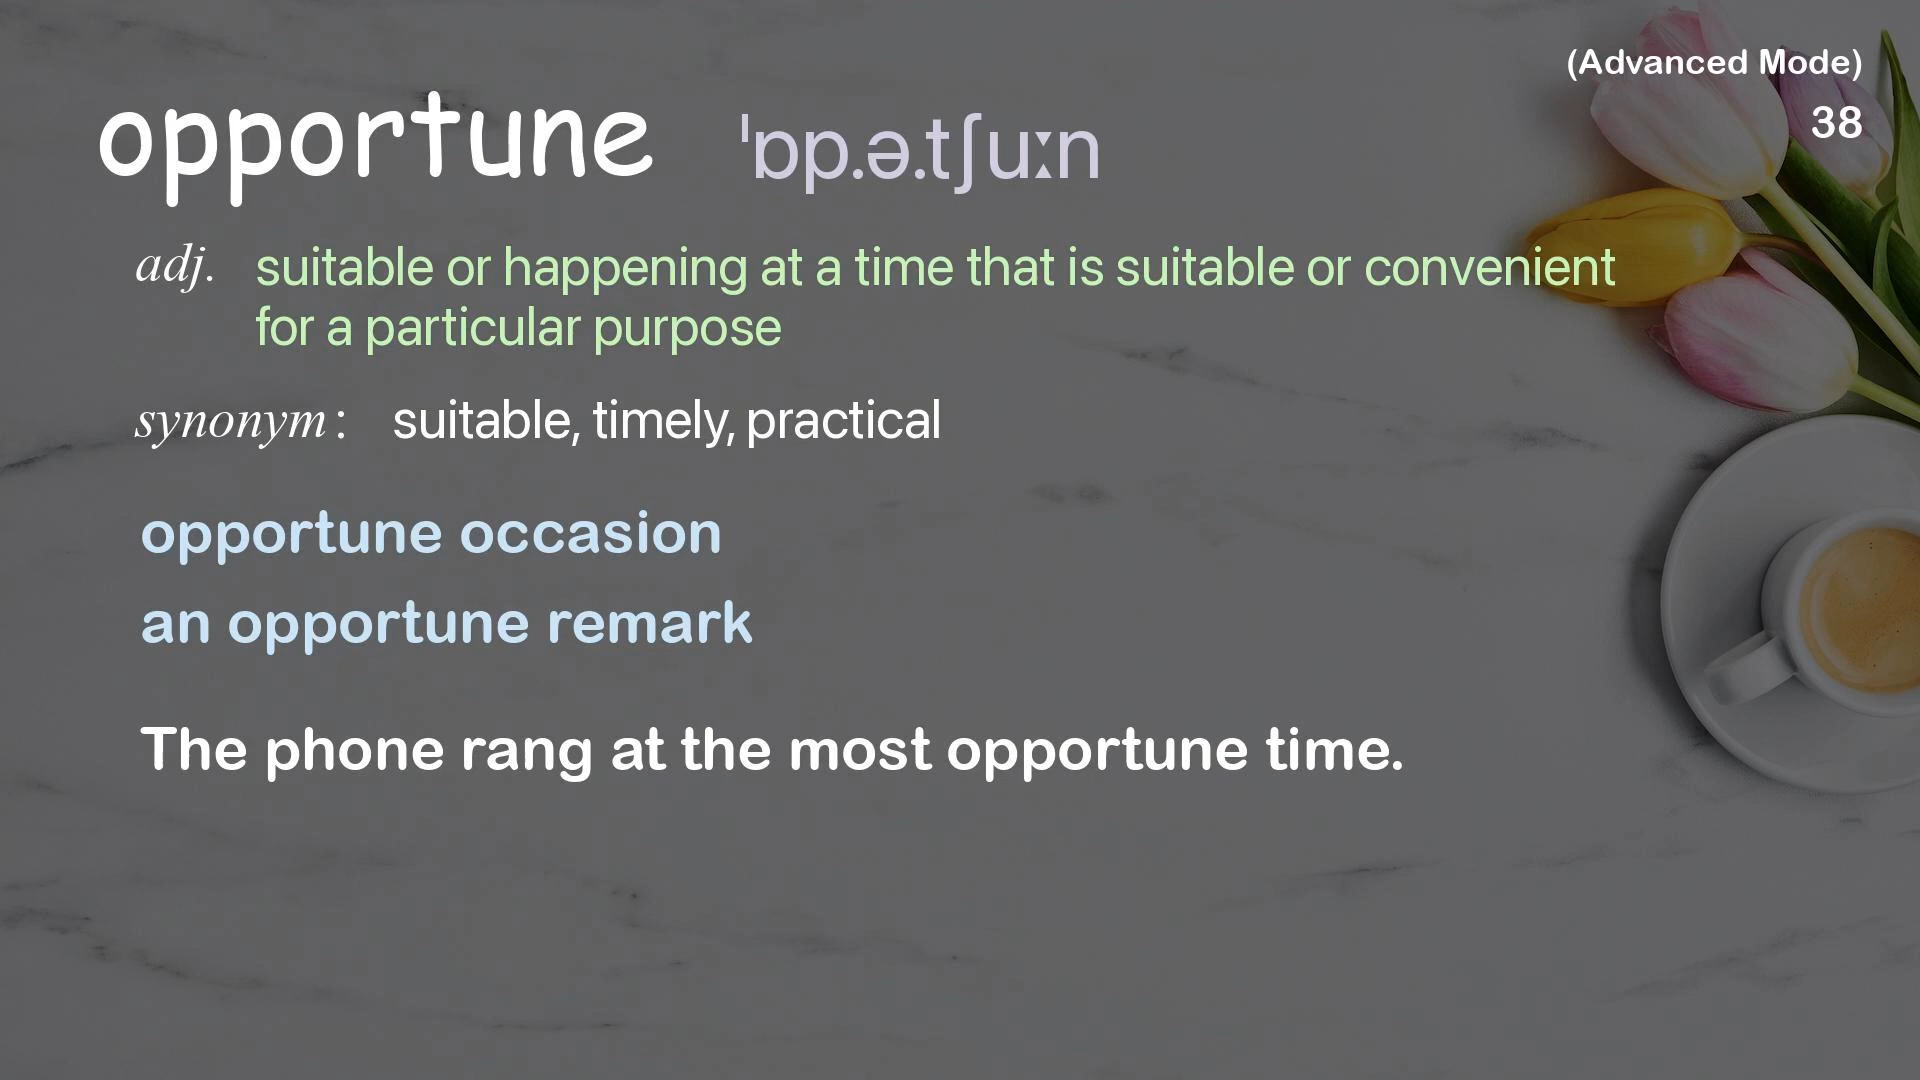 (Advanced Mode)
38
opportune ˈɒp.ə.tʃuːn
adj. suitable or happening at a time that is suitable or convenient
for a particular purpose
synonym: suitable, timely, practical
opportune occasion
an opportune remark
The phone rang at the most opportune time.